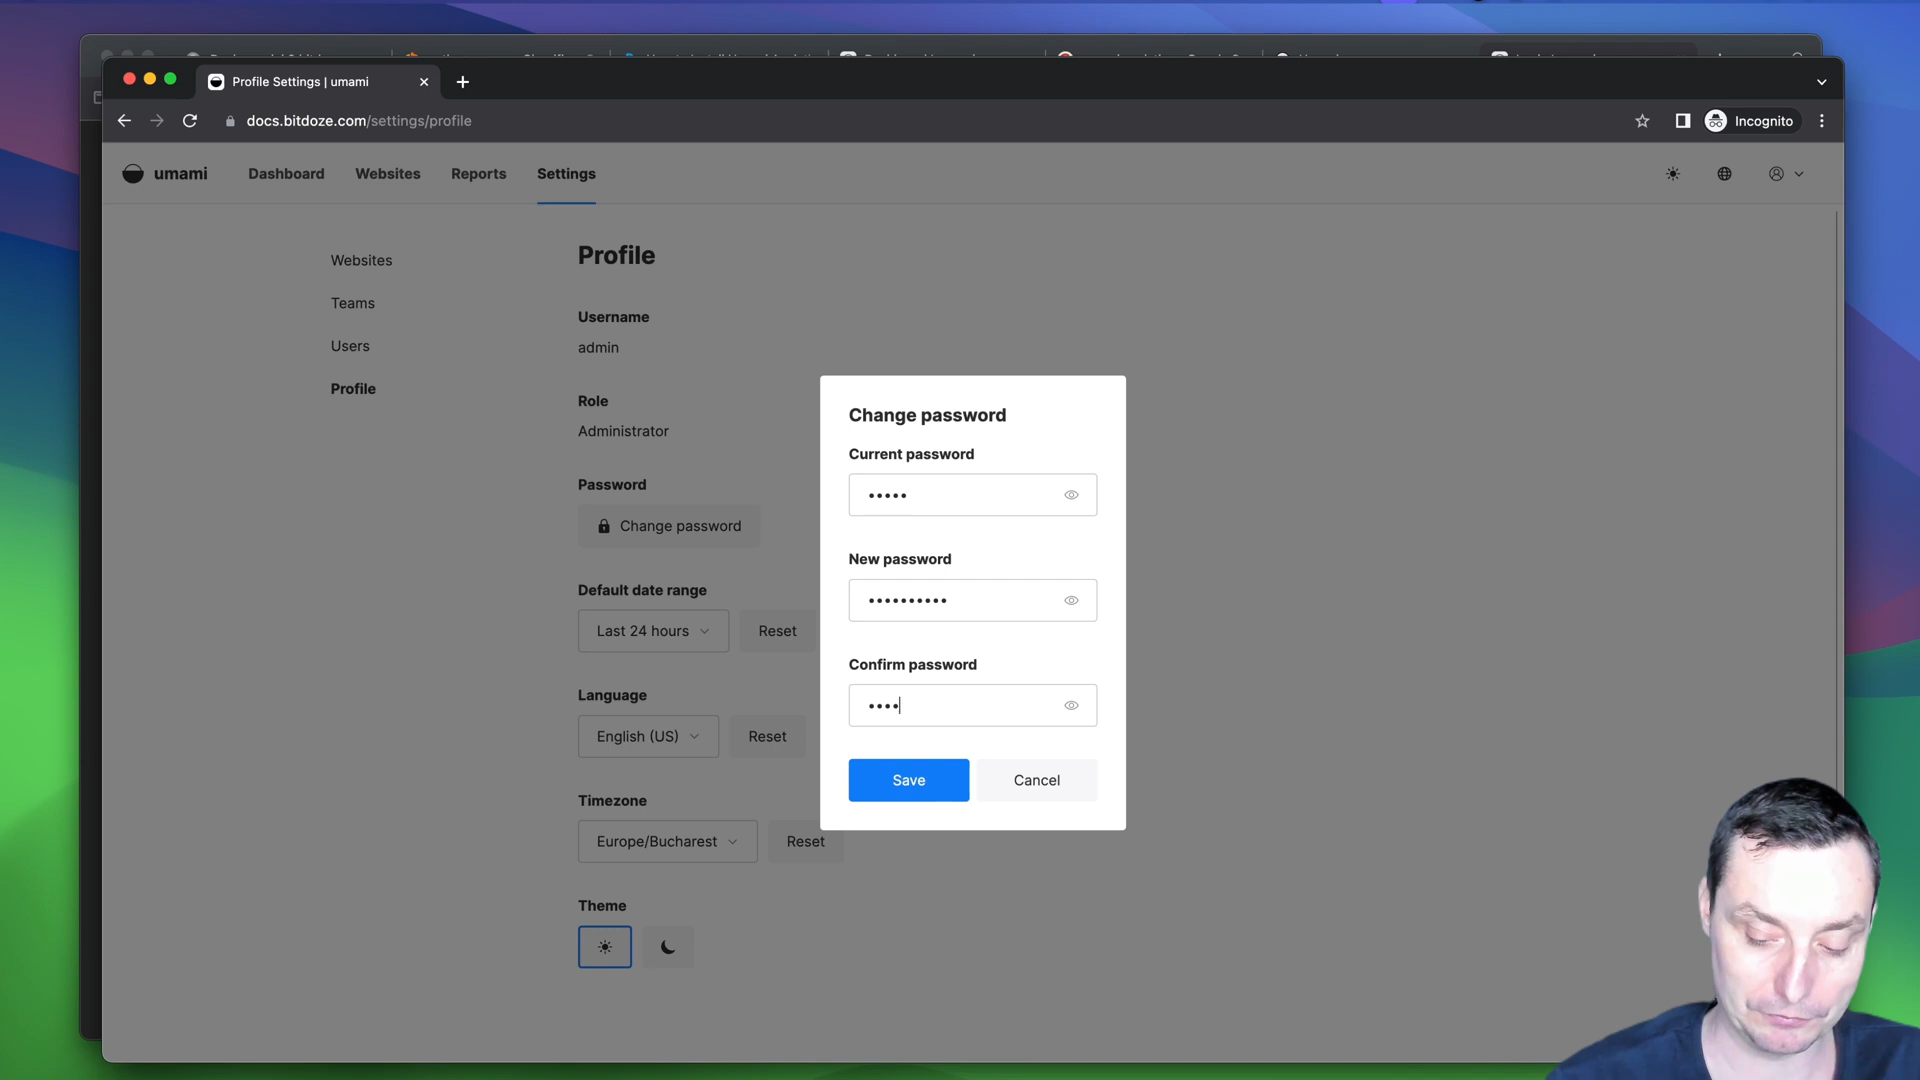 Profile Settings | umami
docs.bitdoze.com/settings/profile
Incognito
umami Dashboard Websites Reports Settings
Websites
Teams
Users
Profile
Profile
Username
admin
Role
Administrator
Password
Change password
Default date range
Last 24 hours Reset
Language
English (US) Reset
Timezone
Europe/Bucharest Reset
Theme
Change password
Current password
New password
Confirm password
Save Cancel